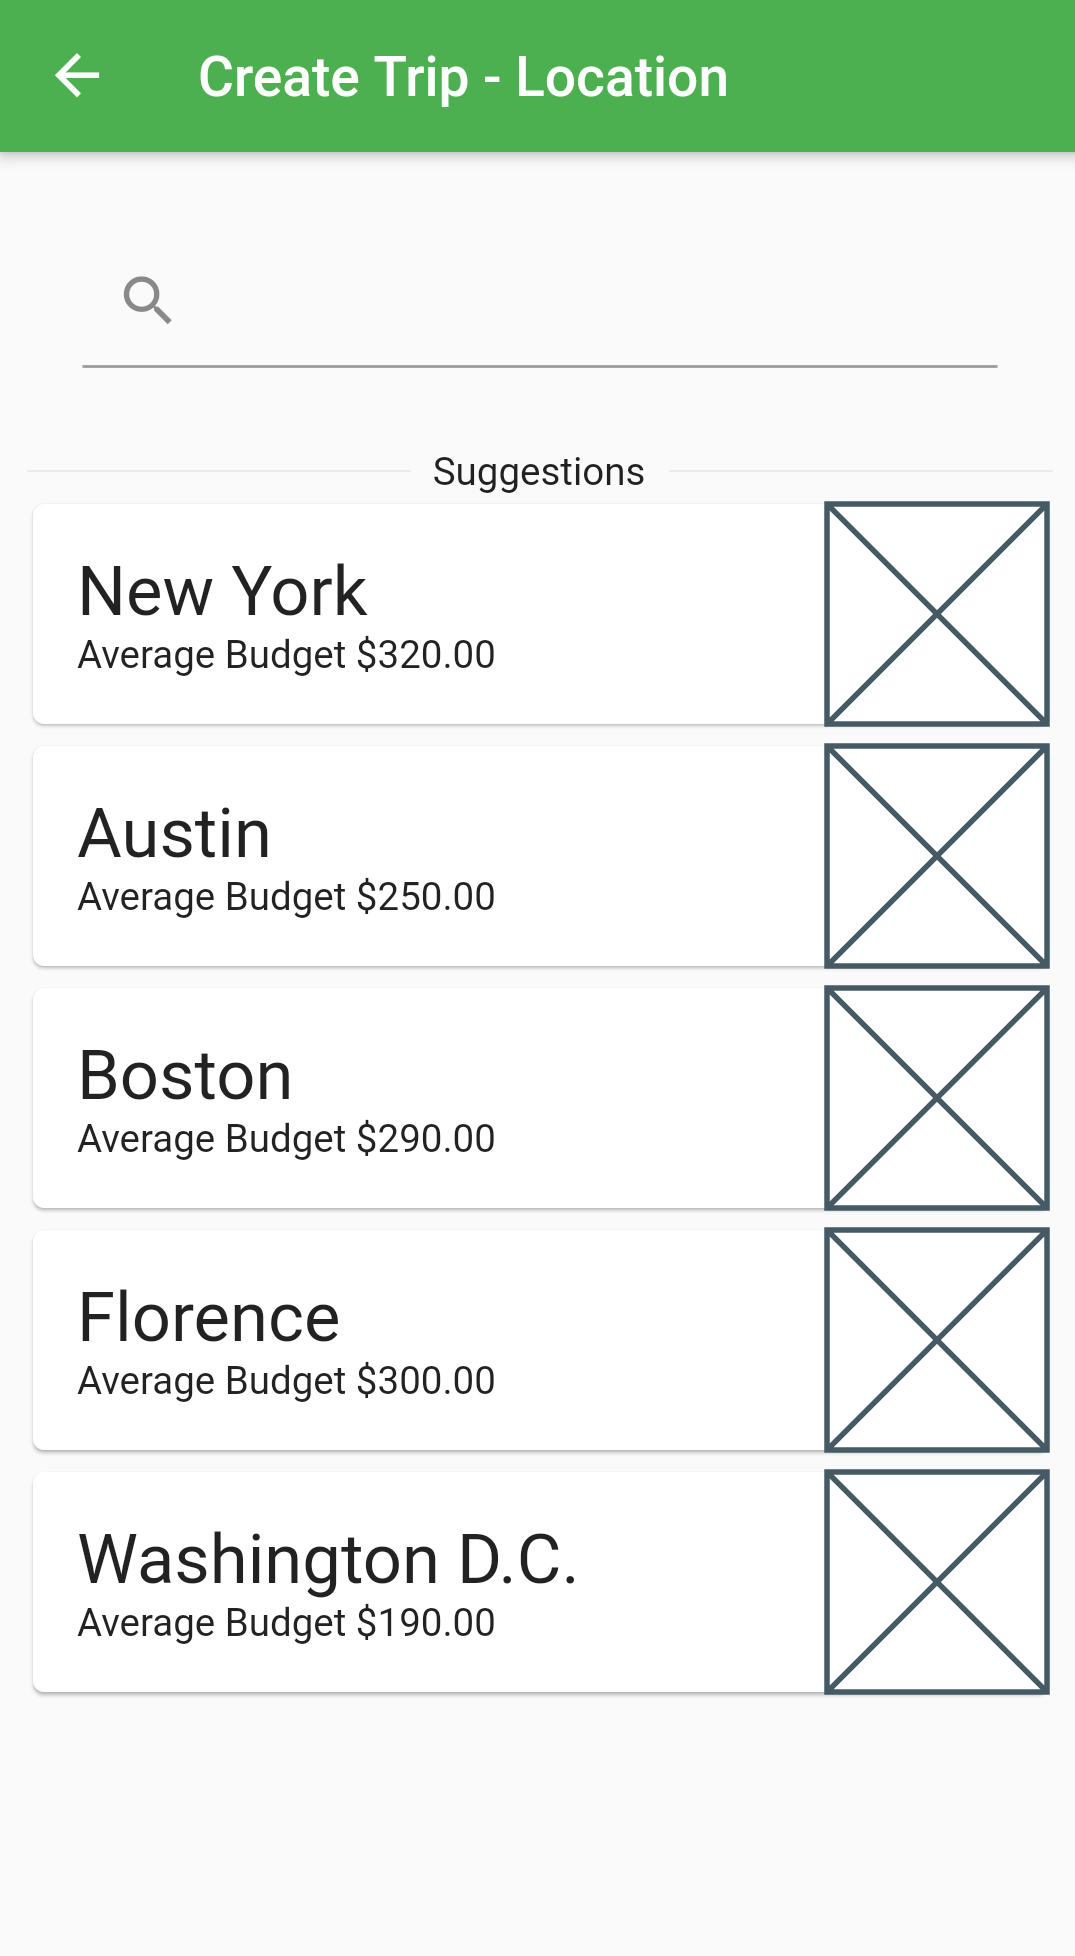 Create Trip - Location
Suggestions
New York
Average Budget $320.00
Austin
Average Budget $250.00
Boston
Average Budget $290.00
Florence
Average Budget $300.00
Washington D.C.
Average Budget $190.00